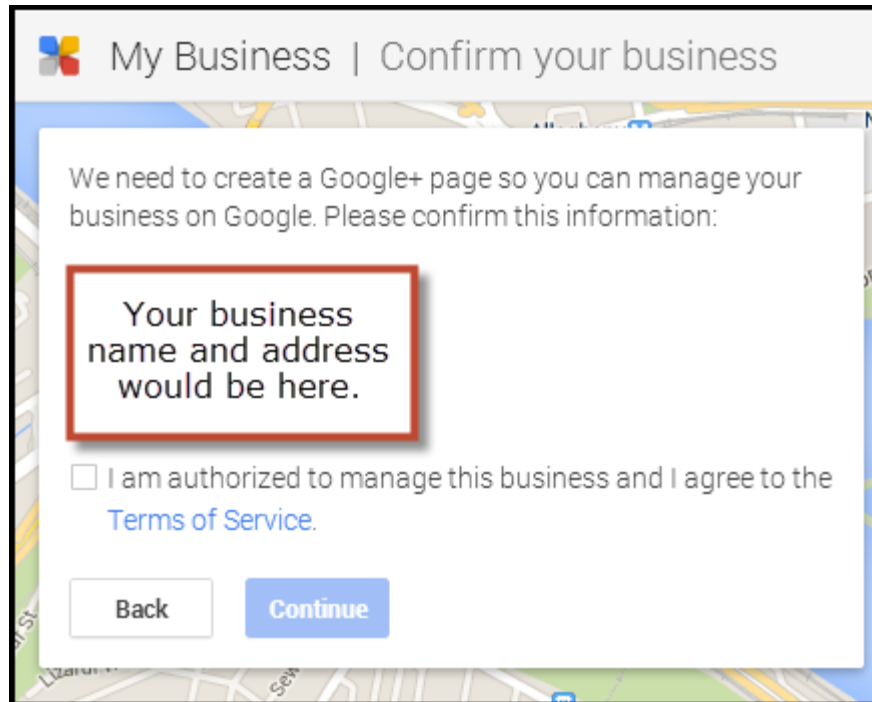 My Business | Confirm your business
We need to create a Google+ page so you can manage your
business on Google. Please confirm this information:
Your business
name and address
would be here.
I am authorized to manage this business and I agree to the
Terms of Service.
Back
Continue